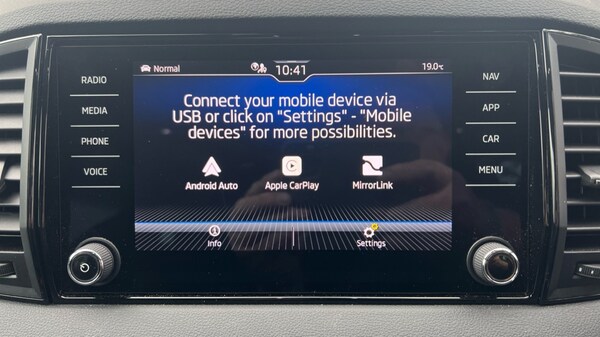 Normal
10:41
19.0°C
RADIO
MEDIA
PHONE
VOICE
Connect your mobile device via
USB or click on "Settings" - "Mobile
devices" for more possibilities.
Android Auto
Apple CarPlay
MirrorLink
Info
Settings
NAV
APP
CAR
MENU